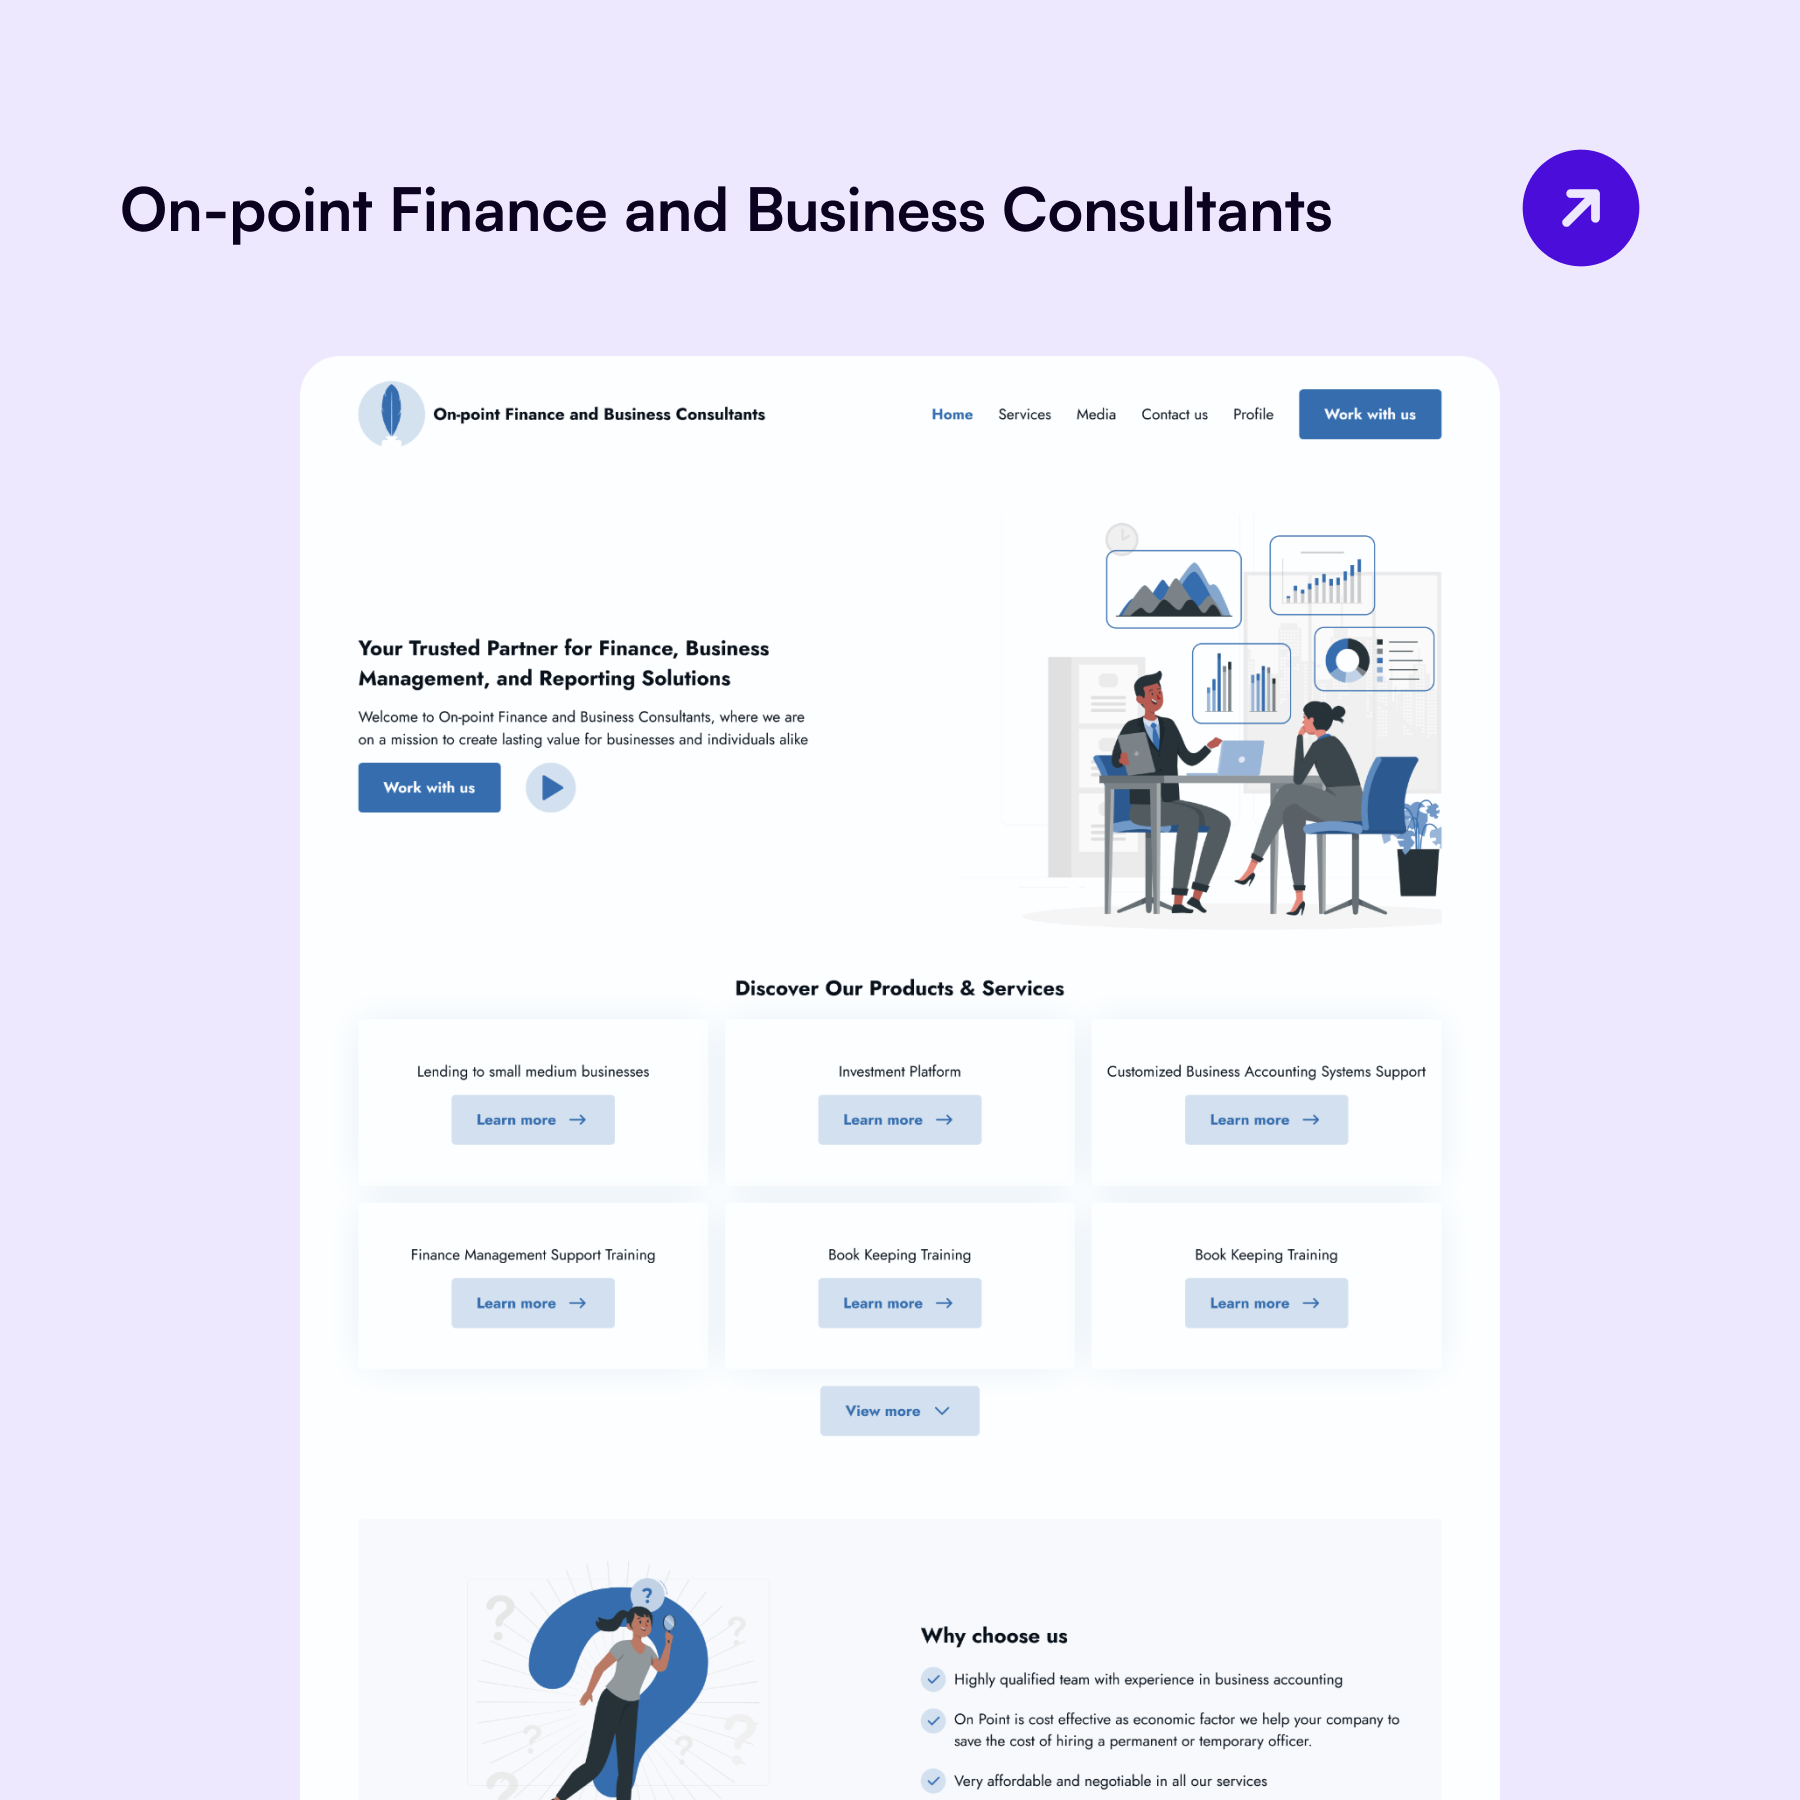 On-point Finance and Business Consultants
On-point Finance and Business Consultants
Home Services Media Contact us Profile Work with us
Your Trusted Partner for Finance, Business
Management, and Reporting Solutions
Welcome to On-point Finance and Business Consultants, where we are
on a mission to create lasting value for businesses and individuals alike
Work with us
Discover Our Products & Services
Lending to small medium businesses
Learn more
Investment Platform
Learn more
Customized Business Accounting Systems Support
Learn more
Finance Management Support Training
Learn more
Book Keeping Training
Learn more
Book Keeping Training
Learn more
View more
Why choose us
Highly qualified team with experience in business accounting
On Point is cost effective as economic factor we help your company to
save the cost of hiring a permanent or temporary officer.
Very affordable and negotiable in all our services